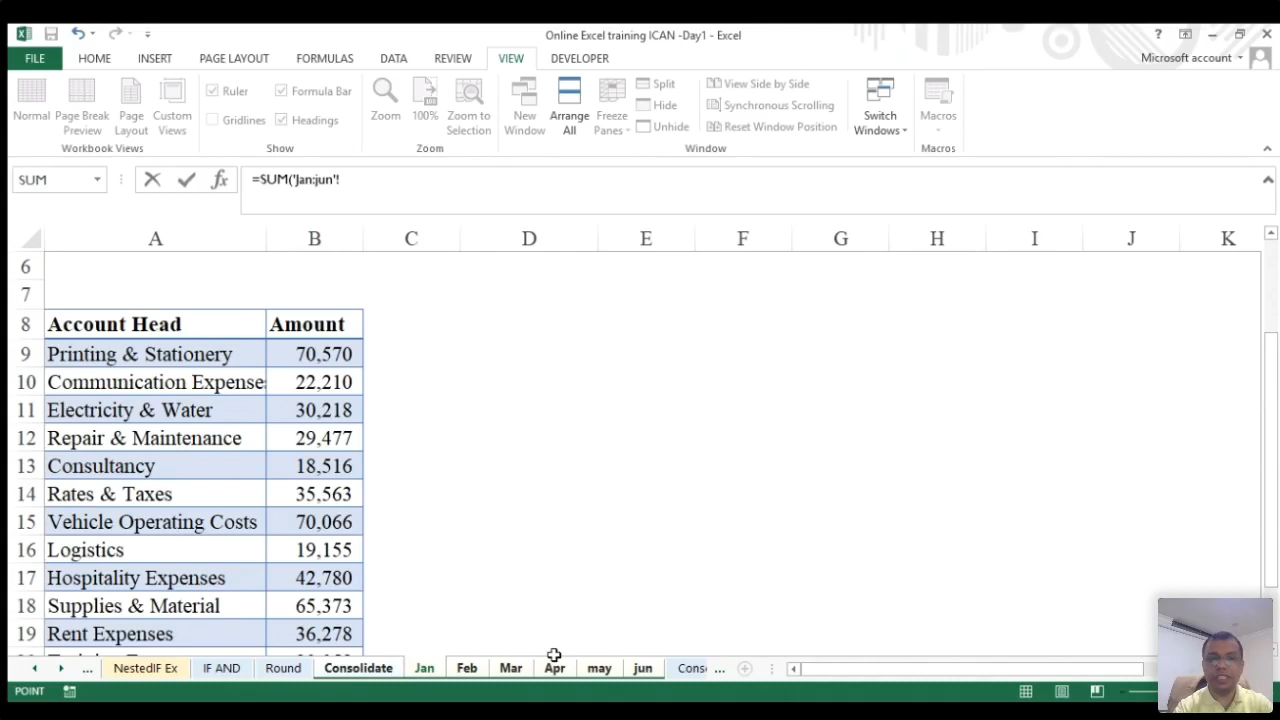 Online Excel training ICAN -Day1 - Excel
?
FILE HOME INSERT PAGE LAYOUT FORMULAS DATA REVIEW VIEW DEVELOPER Microsoft account
Normal
Page Break
Preview
Page
Layout
Custom
Views
Workbook Views
Ruler
Formula Bar
Gridlines
Headings
Show
Zoom
100%
Zoom to
Selection
Zoom
New
Window
Arrange
All
Freeze
Panes
Split
Hide
Unhide
View Side by Side
Synchronous Scrolling
Reset Window Position
Window
Switch
Windows
Macros
Macros
SUM
fx
=SUM('Jan:jun'!
A B C D E F G H I J K
6
7
8 Account Head Amount
9 Printing & Stationery 70,570
10 Communication Expense 22,210
11 Electricity & Water 30,218
12 Repair & Maintenance 29,477
13 Consultancy 18,516
14 Rates & Taxes 35,563
15 Vehicle Operating Costs 70,066
16 Logistics 19,155
17 Hospitality Expenses 42,780
18 Supplies & Material 65,373
19 Rent Expenses 36,278
... NestedIF Ex IF AND Round Consolidate Jan Feb Mar Apr may jun Conso ...
POINT